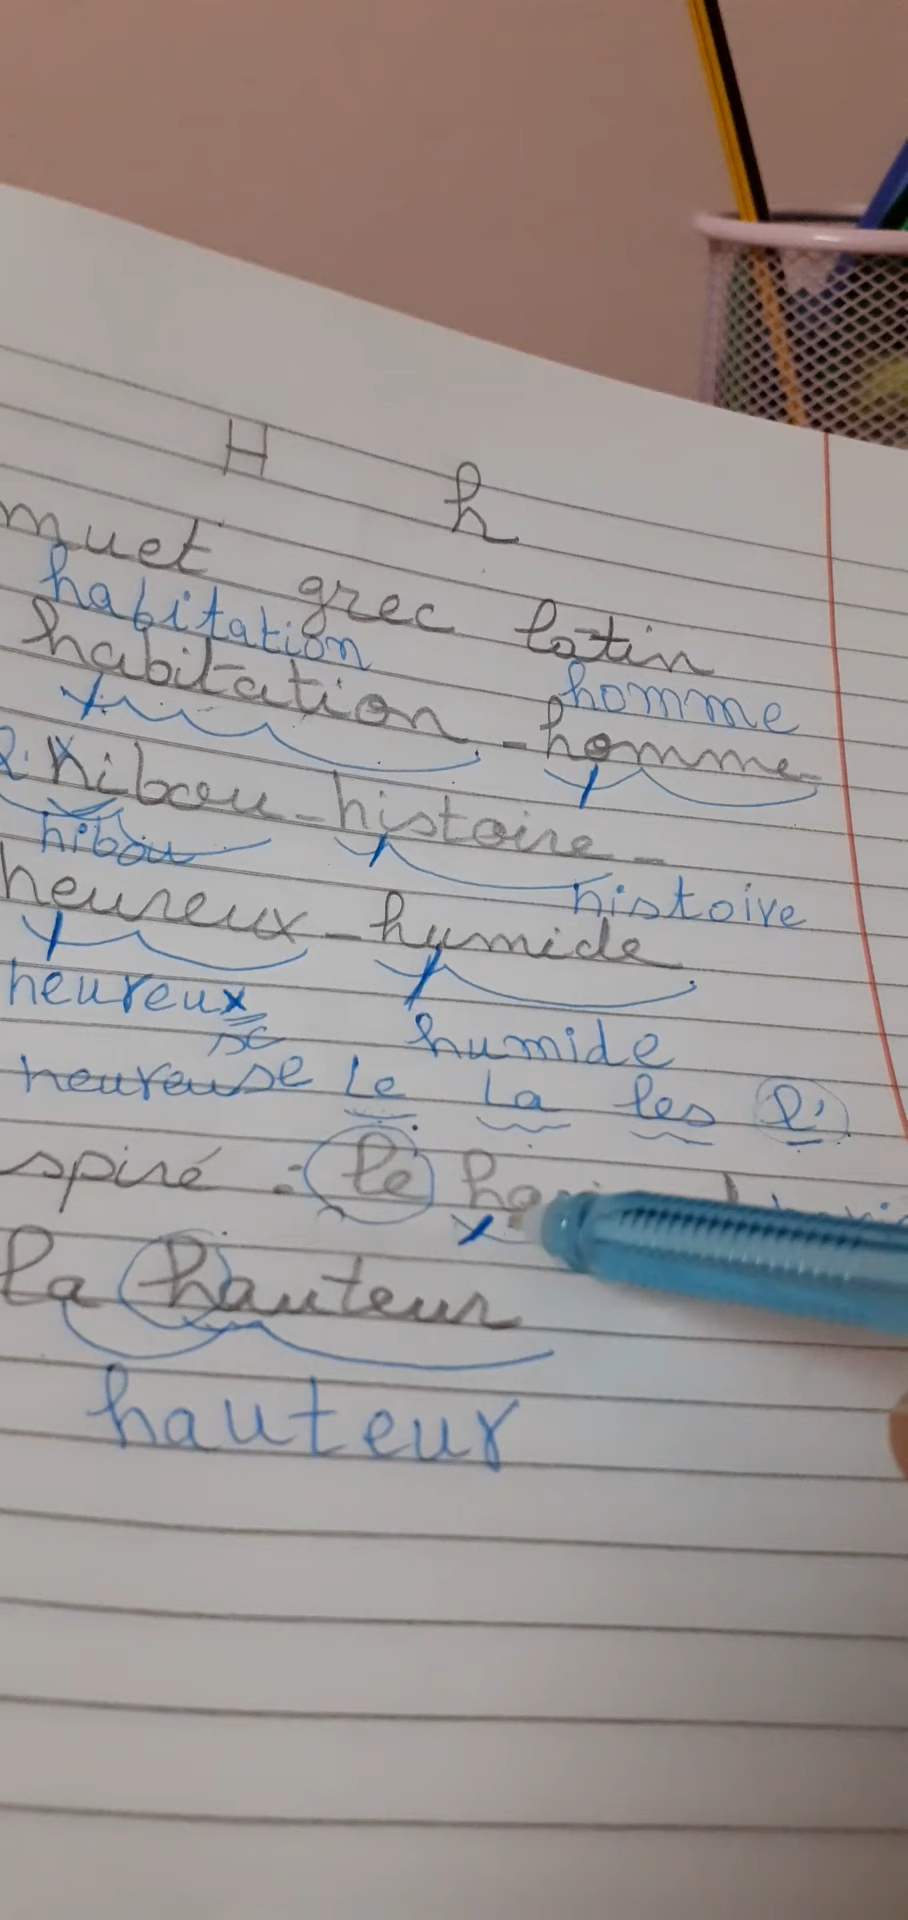 H h
muet grec latin
habitation
habitation - homme
homme
hibou - histoire -
hibou
histoire
heureux - humide
heureux humide
se
heureuse Le La les l'
spiré : le
la hauteur
hauteur